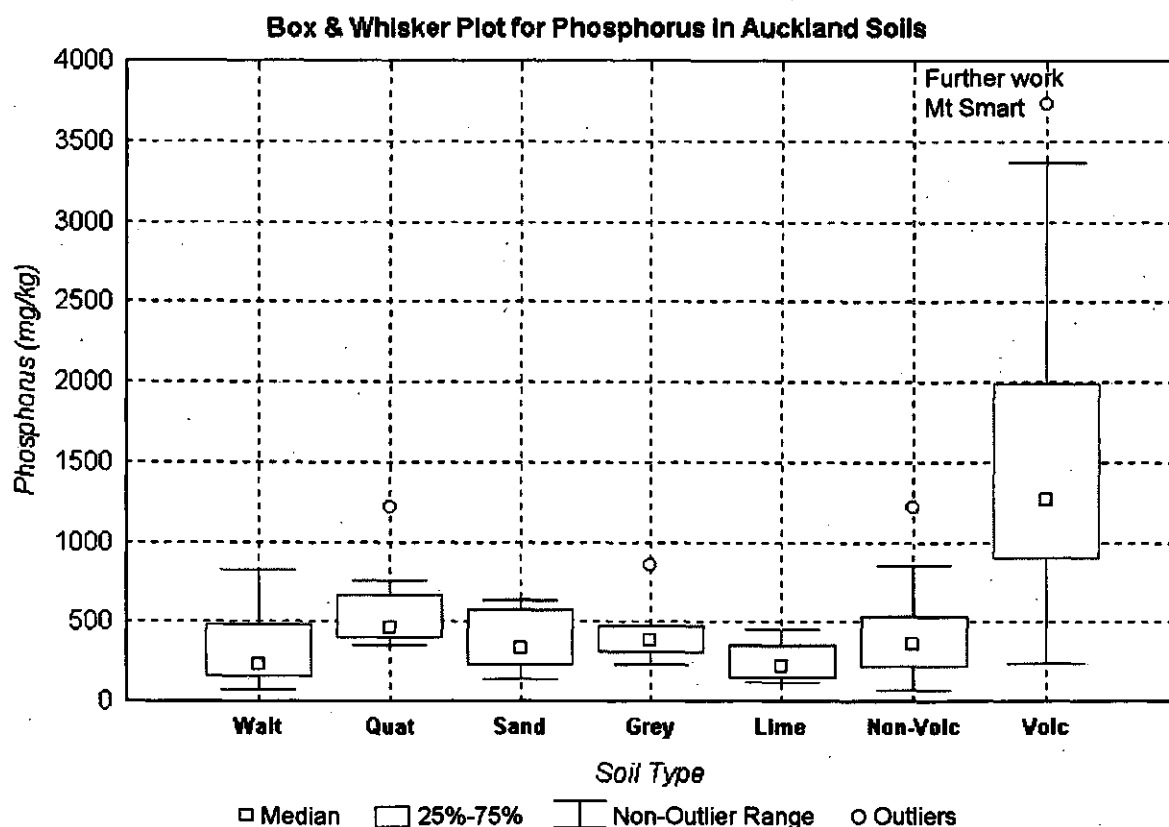 Box & Whisker Plot for Phosphorus in Auckland Soils
4000
3500
3000
2500
2000
1500
1000
500
0
Phosphorus (mg/kg)
Further work
Mt Smart
Wait Quat Sand Grey Lime Non-Volc Volc
Soil Type
Median 25%-75% Non-Outlier Range Outliers